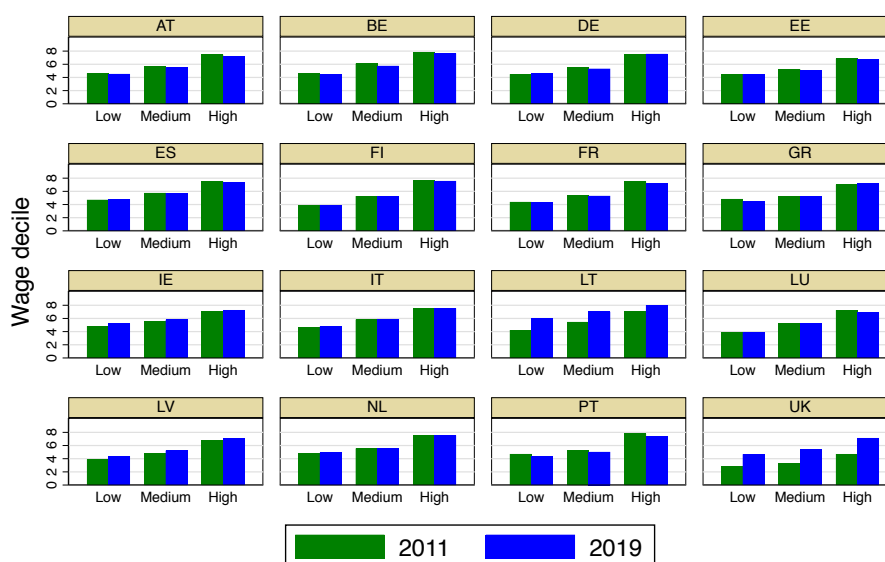 AT BE DE EE
0 2 4 6 8
Low Medium High Low Medium High Low Medium High Low Medium High
ES FI FR GR
0 2 4 6 8
Low Medium High Low Medium High Low Medium High Low Medium High
Wage decile
IE IT LT LU
0 2 4 6 8
Low Medium High Low Medium High Low Medium High Low Medium High
LV NL PT UK
0 2 4 6 8
Low Medium High Low Medium High Low Medium High Low Medium High
2011 2019